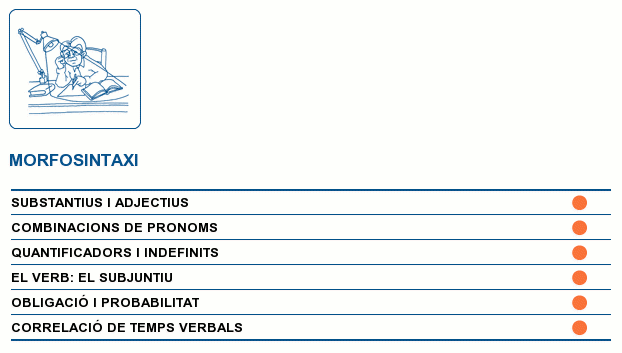 MORFOSINTAXI
SUBSTANTIUS I ADJECTIUS
COMBINACIONS DE PRONOMS
QUANTIFICADORS I INDEFINITS
EL VERB: EL SUBJUNTIU
OBLIGACIÓ I PROBABILITAT
CORRELACIÓ DE TEMPS VERBALS